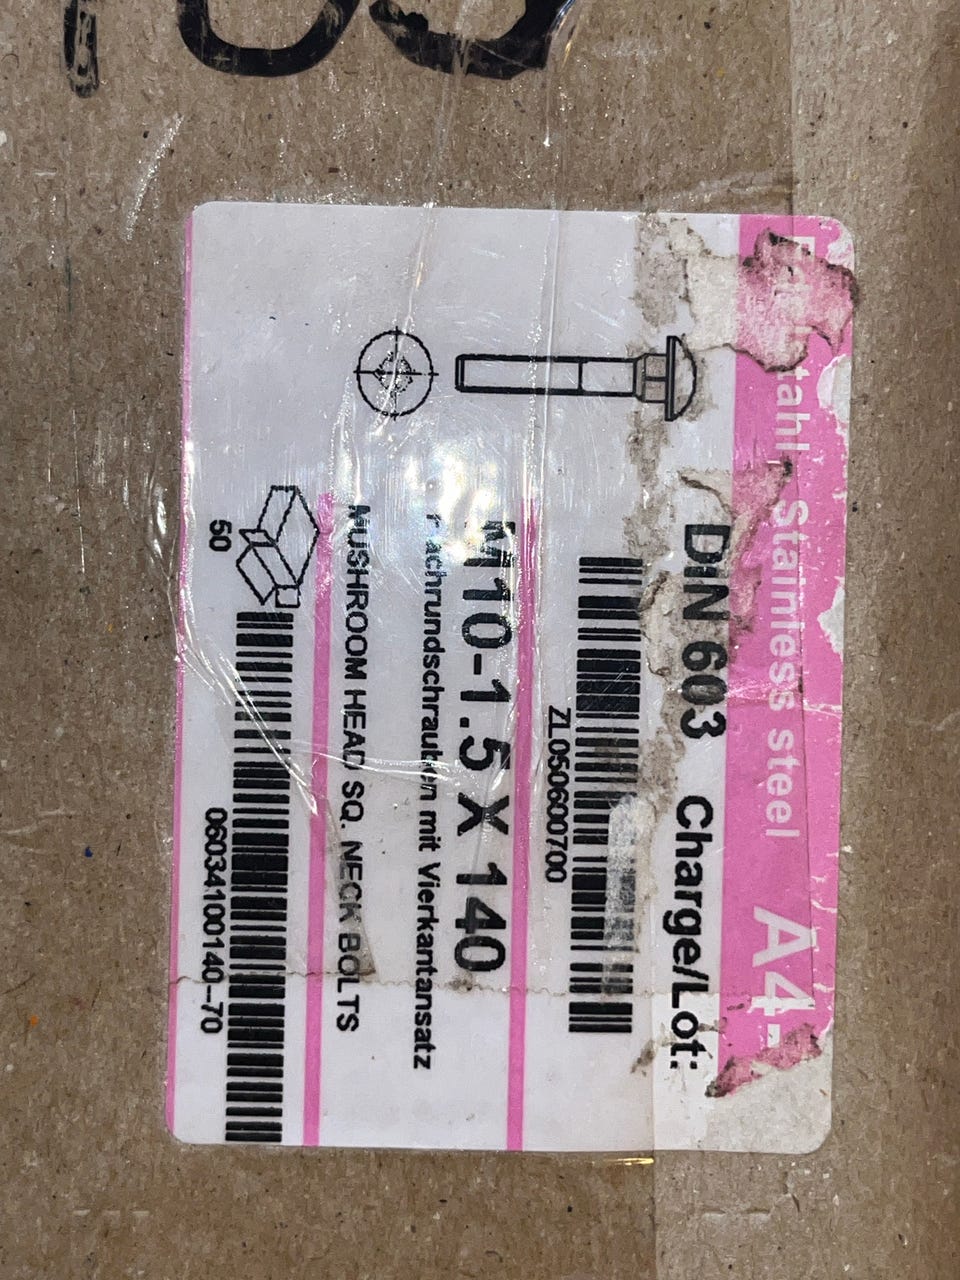 Stainless steel A4-
DIN 603 Charge/Lot:
ZL050600700
M10-1.5 X 140
mit Vierkantansatz
MUSHROOM HEAD SQ. NECK BOLTS
50
06034100140--70